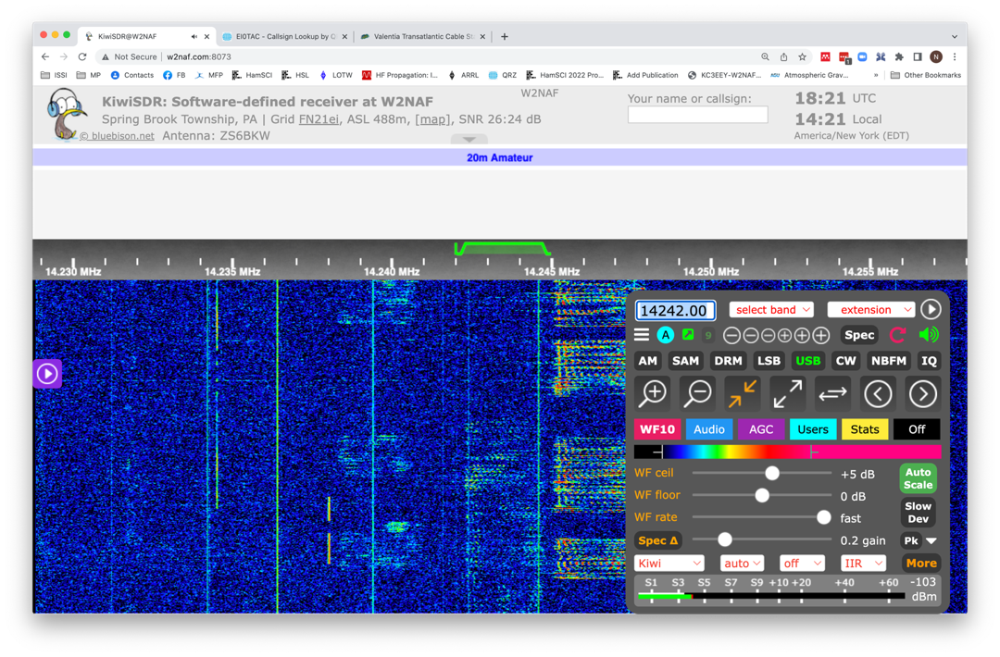 KiwiSDR@W2NAF
EI0TAC - Callsign Lookup by C
Valentia Transatlantic Cable St
Not Secure | w2naf.com:8073
ISSI
MP
Contacts
FB
MFP
HamSCI
HSL
LOTW
HF Propagation: I...
ARRL
QRZ
HamSCI 2022 Pro...
Add Publication
KC3EEY-W2NAF...
Atmospheric Grav...
»
Other Bookmarks
KiwiSDR: Software-defined receiver at W2NAF
Spring Brook Township, PA | Grid FN21ei, ASL 488m, [map], SNR 26:24 dB
© bluebison.net Antenna: ZS6BKW
W2NAF
Your name or callsign:
18:21 UTC
14:21 Local
America/New York (EDT)
20m Amateur
14.230 MHz 14.235 MHz 14.240 MHz 14.245 MHz 14.250 MHz 14.255 MHz
14242.00 select band extension
A 9 Spec
AM SAM DRM LSB USB CW NBFM IQ
WF10 Audio AGC Users Stats Off
WF ceil +5 dB Auto Scale
WF floor 0 dB
WF rate fast Slow Dev
Spec Δ 0.2 gain Pk
Kiwi auto off IIR More
S1 S3 S5 S7 S9 +10 +20 +40 +60 -103 dBm